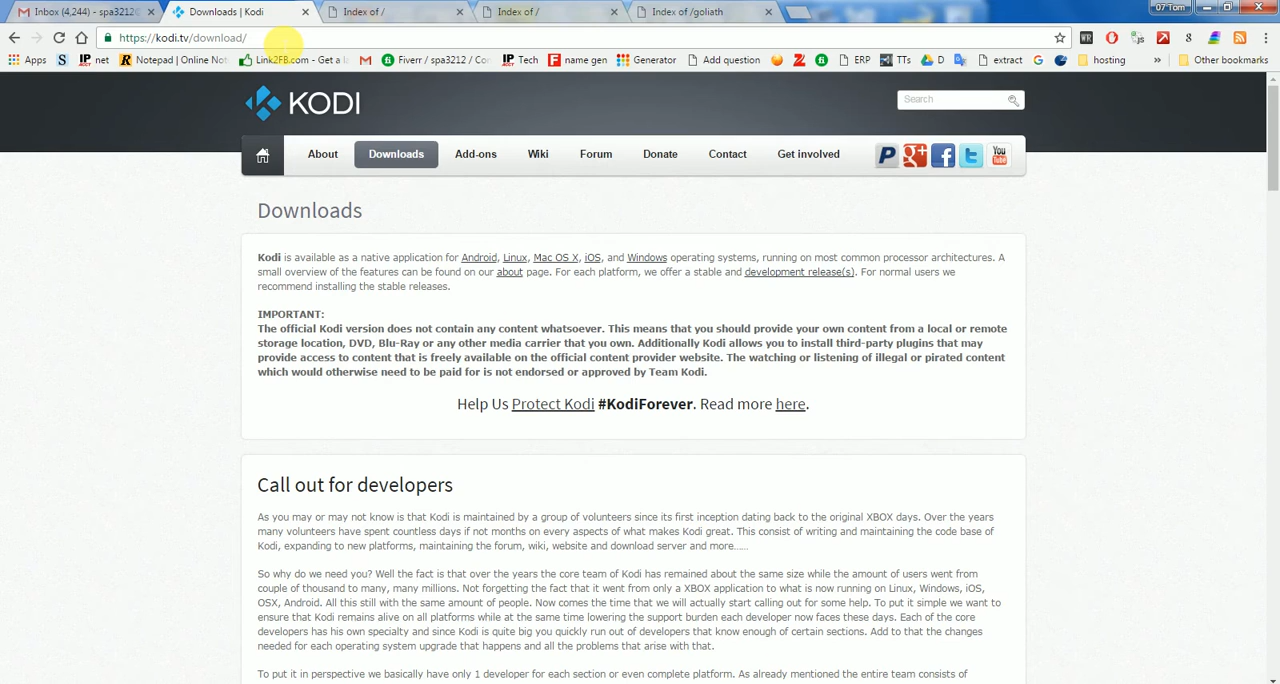 Inbox (4,244) - spa3212
Downloads | Kodi
Index of /
Index of /
Index of /goliath
07 Tom
https://kodi.tv/download/
Apps
net
Notepad | Online No
Link2FB.com - Get a l
Fiverr / spa3212 / Co
Tech
name gen
Generator
Add question
ERP
TTs
D
extract
hosting
Other bookmarks
KODI
Search
About
Downloads
Add-ons
Wiki
Forum
Donate
Contact
Get involved
Downloads
Kodi is available as a native application for Android, Linux, Mac OS X, iOS, and Windows operating systems, running on most common processor architectures. A
small overview of the features can be found on our about page. For each platform, we offer a stable and development release(s). For normal users we
recommend installing the stable releases.
IMPORTANT:
The official Kodi version does not contain any content whatsoever. This means that you should provide your own content from a local or remote
storage location, DVD, Blu-Ray or any other media carrier that you own. Additionally Kodi allows you to install third-party plugins that may
provide access to content that is freely available on the official content provider website. The watching or listening of illegal or pirated content
which would otherwise need to be paid for is not endorsed or approved by Team Kodi.
Help Us Protect Kodi #KodiForever. Read more here.
Call out for developers
As you may or may not know is that Kodi is maintained by a group of volunteers since its first inception dating back to the original XBOX days. Over the years
many volunteers have spent countless days if not months on every aspects of what makes Kodi great. This consist of writing and maintaining the code base of
Kodi, expanding to new platforms, maintaining the forum, wiki, website and download server and more......
So why do we need you? Well the fact is that over the years the core team of Kodi has remained about the same size while the amount of users went from
couple of thousand to many, many millions. Not forgetting the fact that it went from only a XBOX application to what is now running on Linux, Windows, iOS,
OSX, Android. All this still with the same amount of people. Now comes the time that we will actually start calling out for some help. To put it simple we want to
ensure that Kodi remains alive on all platforms while at the same time lowering the support burden each developer now faces these days. Each of the core
developers has his own specialty and since Kodi is quite big you quickly run out of developers that know enough of certain sections. Add to that the changes
needed for each operating system upgrade that happens and all the problems that arise with that.
To put it in perspective we basically have only 1 developer for each section or even complete platform. As already mentioned the entire team consists of